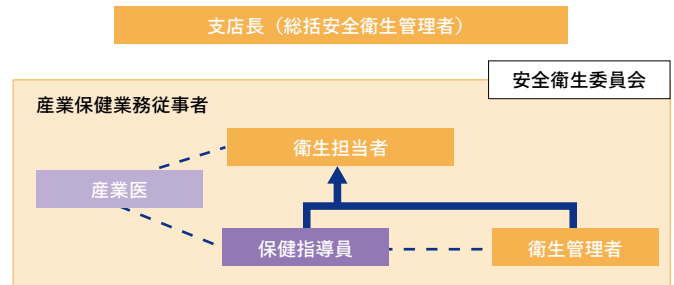 支店長（総括安全衛生管理者）
安全衛生委員会
産業保健業務従事者
衛生担当者
産業医
保健指導員
衛生管理者